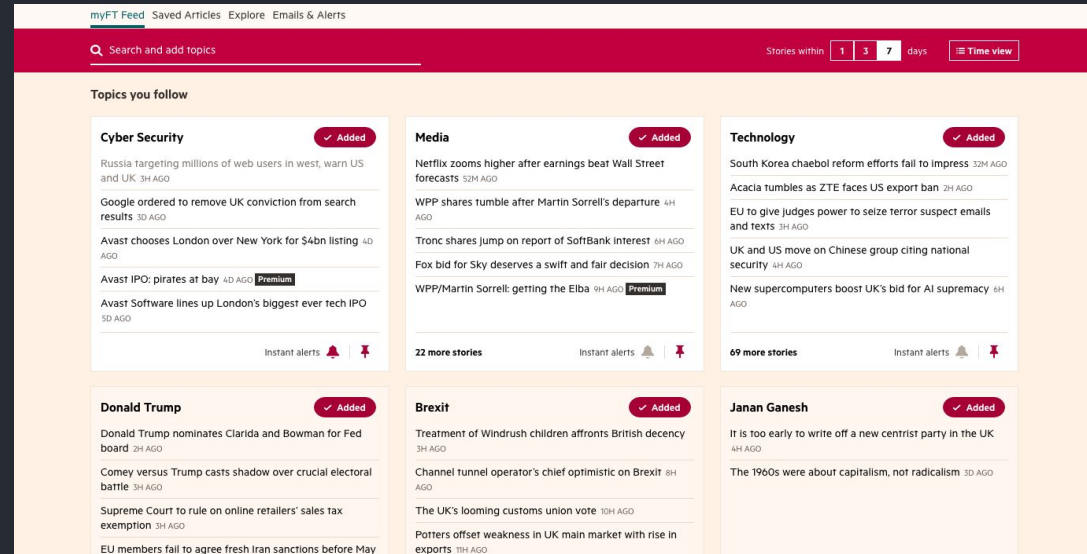 myFT Feed Saved Articles Explore Emails & Alerts
Search and add topics
Stories within 1 3 7 days Time view
Topics you follow
Cyber Security
Added
Russia targeting millions of web users in west, warn US
and UK 3H AGO
Google ordered to remove UK conviction from search
results 3D AGO
Avast chooses London over New York for $4bn listing 4D
AGO
Avast IPO: pirates at bay 4D AGO Premium
Avast Software lines up London's biggest ever tech IPO
5D AGO
Instant alerts
Media
Added
Netflix zooms higher after earnings beat Wall Street
forecasts 52M AGO
WPP shares tumble after Martin Sorrell's departure 4H
AGO
Tronc shares jump on report of SoftBank interest 6H AGO
Fox bid for Sky deserves a swift and fair decision 7H AGO
WPP/Martin Sorrell: getting the Elba 9H AGO Premium
22 more stories
Instant alerts
Technology
Added
South Korea chaebol reform efforts fail to impress 32M AGO
Acacia tumbles as ZTE faces US export ban 2H AGO
EU to give judges power to seize terror suspect emails
and texts 3H AGO
UK and US move on Chinese group citing national
security 4H AGO
New supercomputers boost UK's bid for AI supremacy 6H
AGO
69 more stories
Instant alerts
Donald Trump
Added
Donald Trump nominates Clarida and Bowman for Fed
board 2H AGO
Comey versus Trump casts shadow over crucial electoral
battle 3H AGO
Supreme Court to rule on online retailers' sales tax
exemption 3H AGO
EU members fail to agree fresh Iran sanctions before May
Brexit
Added
Treatment of Windrush children affronts British decency
3H AGO
Channel tunnel operator's chief optimistic on Brexit 8H
AGO
The UK's looming customs union vote 10H AGO
Potters offset weakness in UK main market with rise in
exports 11H AGO
Janan Ganesh
Added
It is too early to write off a new centrist party in the UK
4H AGO
The 1960s were about capitalism, not radicalism 3D AGO